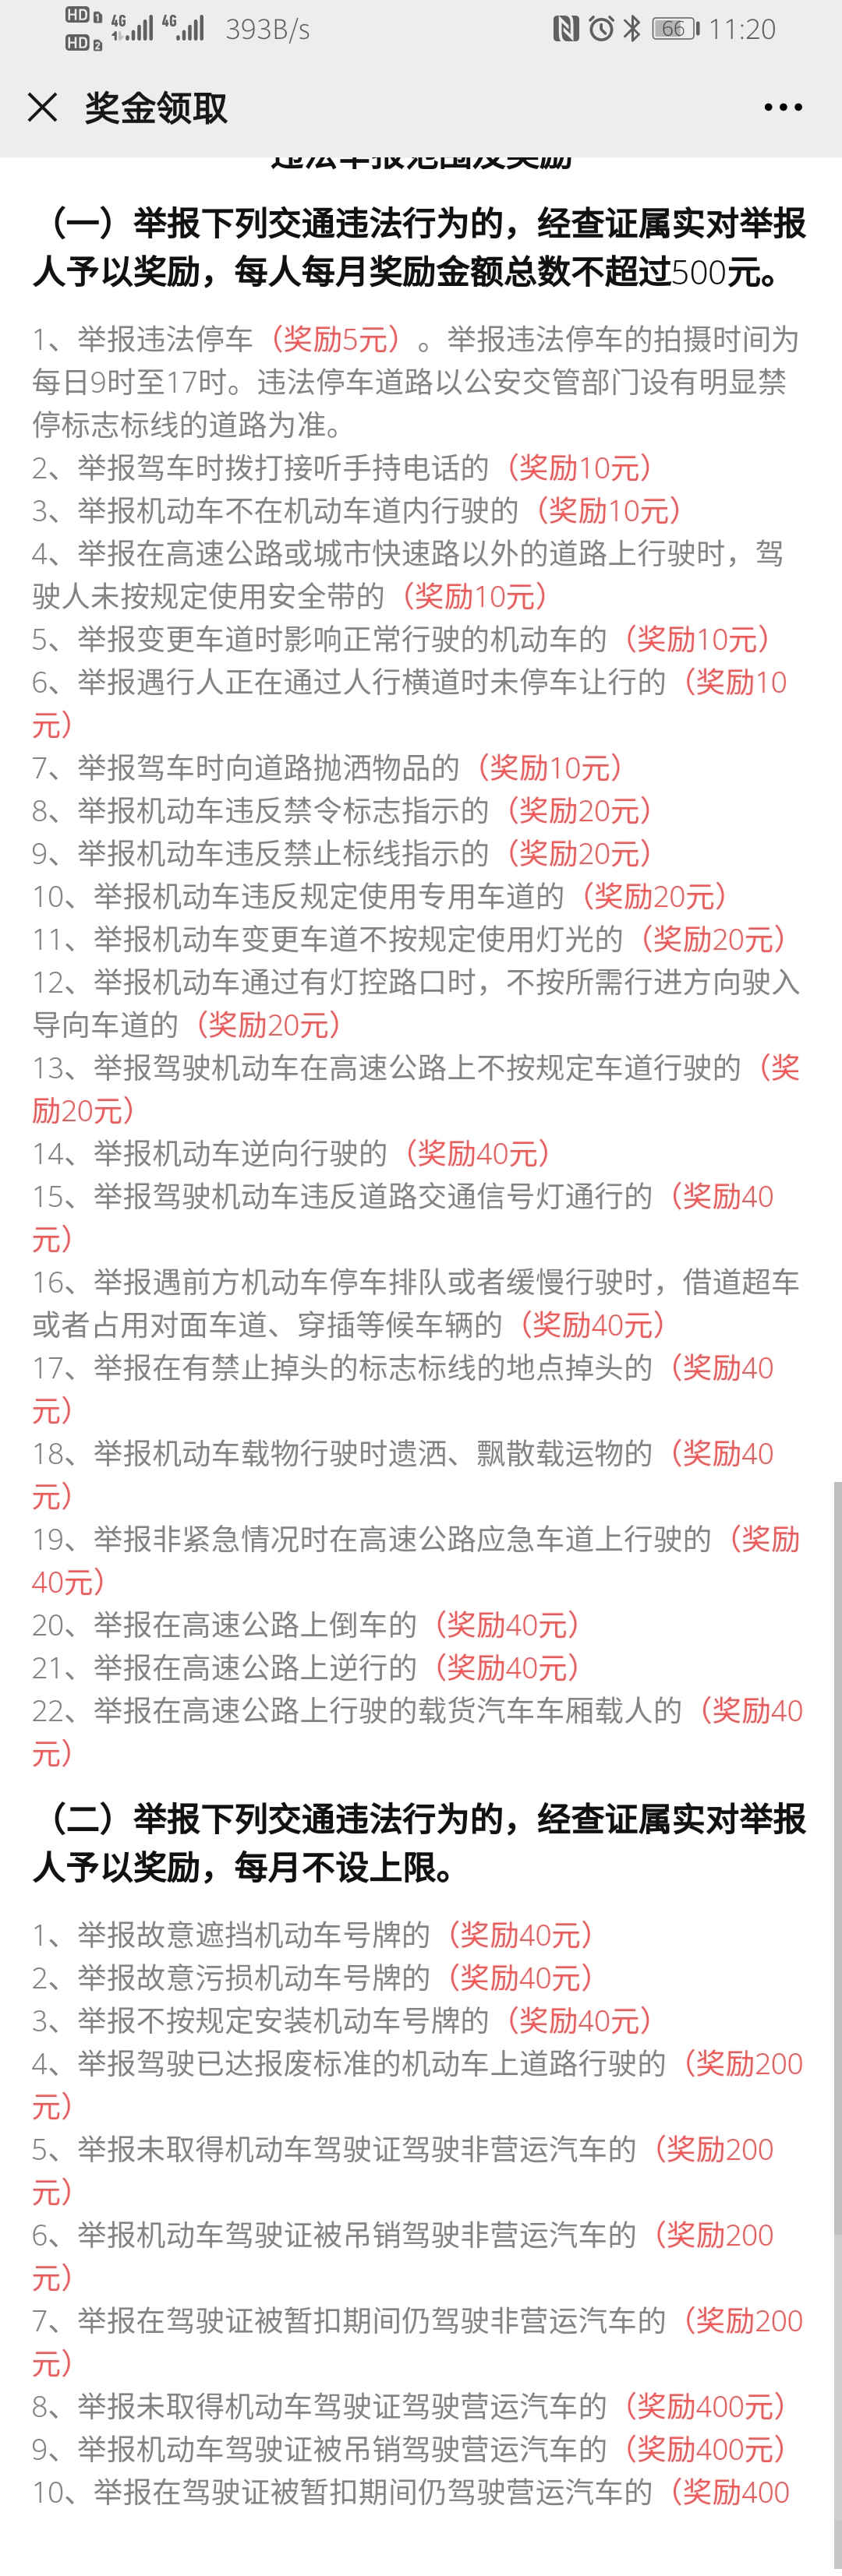 HD 1 4G 4G 393B/s 66 11:20
HD 2
奖金领取
违法举报范围及奖励
（一）举报下列交通违法行为的，经查证属实对举报
人予以奖励，每人每月奖励金额总数不超过500元。
1、举报违法停车（奖励5元）。举报违法停车的拍摄时间为
每日9时至17时。违法停车道路以公安交管部门设有明显禁
停标志标线的道路为准。
2、举报驾车时拨打接听手持电话的（奖励10元）
3、举报机动车不在机动车道内行驶的（奖励10元）
4、举报在高速公路或城市快速路以外的道路上行驶时，驾
驶人未按规定使用安全带的（奖励10元）
5、举报变更车道时影响正常行驶的机动车的（奖励10元）
6、举报遇行人正在通过人行横道时未停车让行的（奖励10
元）
7、举报驾车时向道路抛洒物品的（奖励10元）
8、举报机动车违反禁令标志指示的（奖励20元）
9、举报机动车违反禁止标线指示的（奖励20元）
10、举报机动车违反规定使用专用车道的（奖励20元）
11、举报机动车变更车道不按规定使用灯光的（奖励20元）
12、举报机动车通过有灯控路口时，不按所需行进方向驶入
导向车道的（奖励20元）
13、举报驾驶机动车在高速公路上不按规定车道行驶的（奖
励20元）
14、举报机动车逆向行驶的（奖励40元）
15、举报驾驶机动车违反道路交通信号灯通行的（奖励40
元）
16、举报遇前方机动车停车排队或者缓慢行驶时，借道超车
或者占用对面车道、穿插等候车辆的（奖励40元）
17、举报在有禁止掉头的标志标线的地点掉头的（奖励40
元）
18、举报机动车载物行驶时遗洒、飘散载运物的（奖励40
元）
19、举报非紧急情况时在高速公路应急车道上行驶的（奖励
40元）
20、举报在高速公路上倒车的（奖励40元）
21、举报在高速公路上逆行的（奖励40元）
22、举报在高速公路上行驶的载货汽车车厢载人的（奖励40
元）
（二）举报下列交通违法行为的，经查证属实对举报
人予以奖励，每月不设上限。
1、举报故意遮挡机动车号牌的（奖励40元）
2、举报故意污损机动车号牌的（奖励40元）
3、举报不按规定安装机动车号牌的（奖励40元）
4、举报驾驶已达报废标准的机动车上道路行驶的（奖励200
元）
5、举报未取得机动车驾驶证驾驶非营运汽车的（奖励200
元）
6、举报机动车驾驶证被吊销驾驶非营运汽车的（奖励200
元）
7、举报在驾驶证被暂扣期间仍驾驶非营运汽车的（奖励200
元）
8、举报未取得机动车驾驶证驾驶营运汽车的（奖励400元）
9、举报机动车驾驶证被吊销驾驶营运汽车的（奖励400元）
10、举报在驾驶证被暂扣期间仍驾驶营运汽车的（奖励400